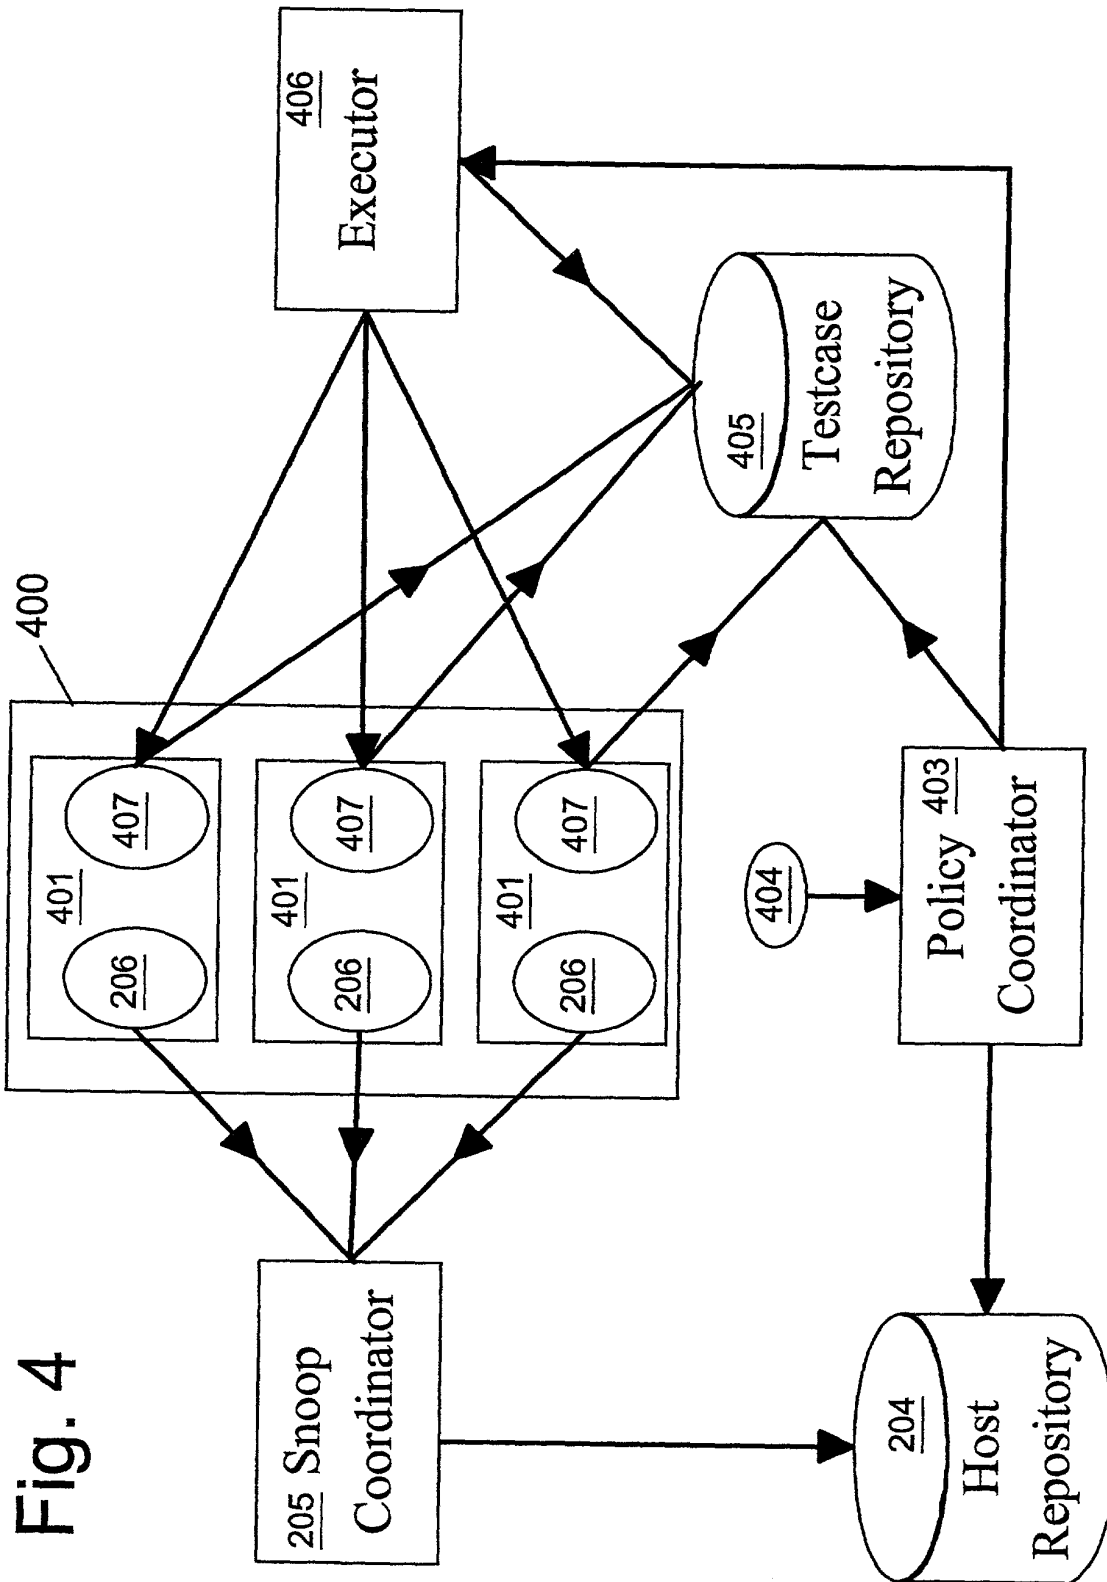 Fig. 4
400
401
206
407
401
206
407
401
206
407
205 Snoop
Coordinator
406
Executor
404
405
Testcase
Repository
Policy 403
Coordinator
204
Host
Repository